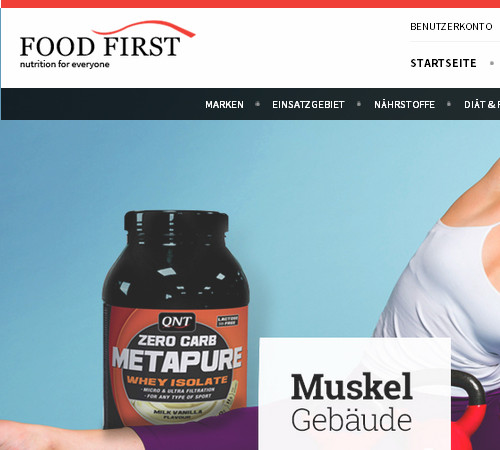 FOOD FIRST
nutrition for everyone
BENUTZERKONTO
STARTSEITE
MARKEN EINSATZGEBIET NÄHRSTOFFE DIÄT &
QNT
LACTOSE FREE
ZERO CARB
METAPURE
WHEY ISOLATE
· MICRO & ULTRA FILTRATION
· FOR ANY TYPE OF SPORT
MILK VANILLA
FLAVOUR
Muskel
Gebäude